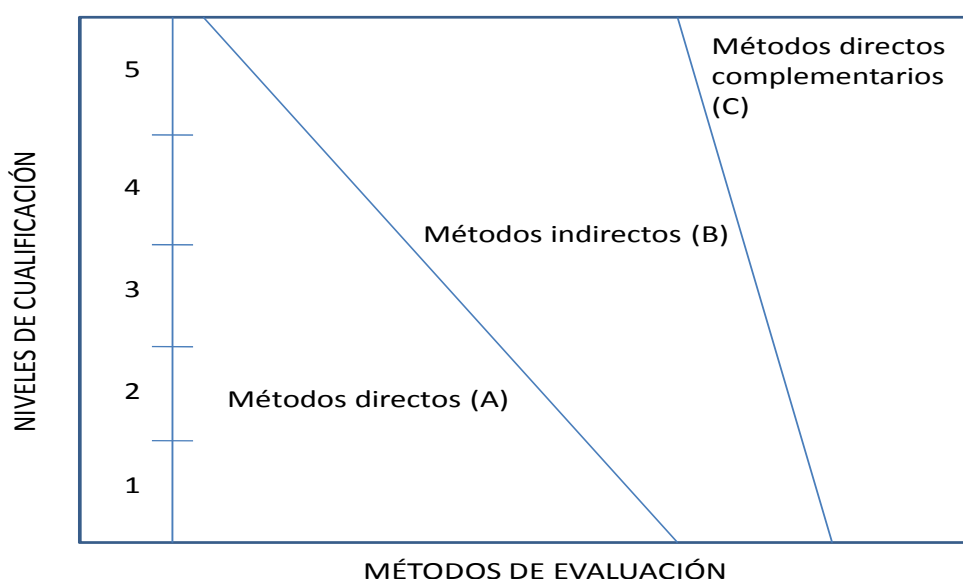 Métodos directos
complementarios
(C)
5
4
Métodos indirectos (B)
3
2
Métodos directos (A)
1
NIVELES DE CUALIFICACIÓN
MÉTODOS DE EVALUACIÓN